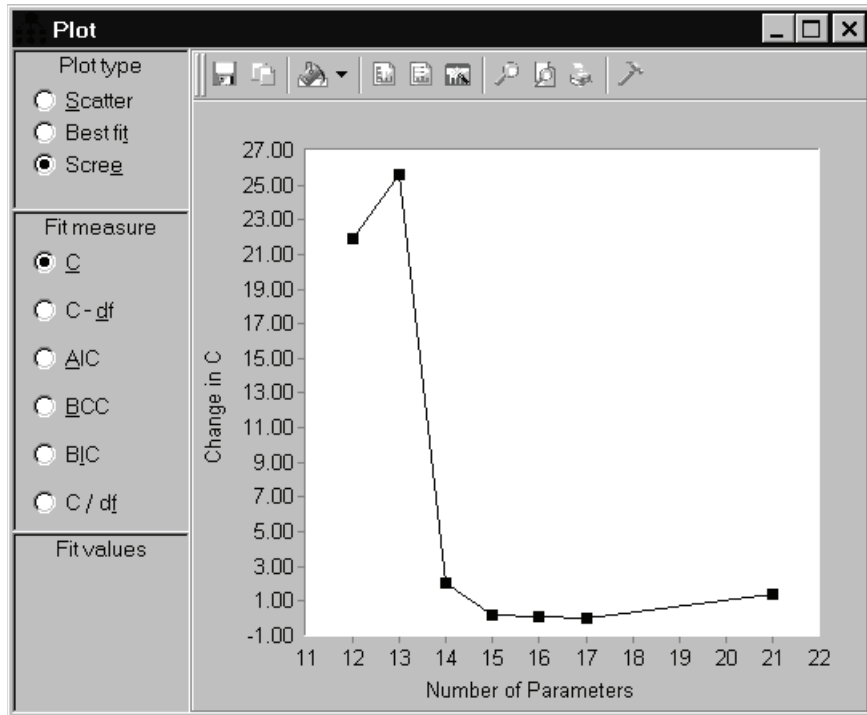 Plot
Plot type
Scatter
Best fit
Scree
Fit measure
C
C - df
AIC
BCC
BIC
C / df
Fit values
27.00
25.00
23.00
21.00
19.00
17.00
15.00
13.00
11.00
9.00
7.00
5.00
3.00
1.00
-1.00
Change in C
11 12 13 14 15 16 17 18 19 20 21 22
Number of Parameters